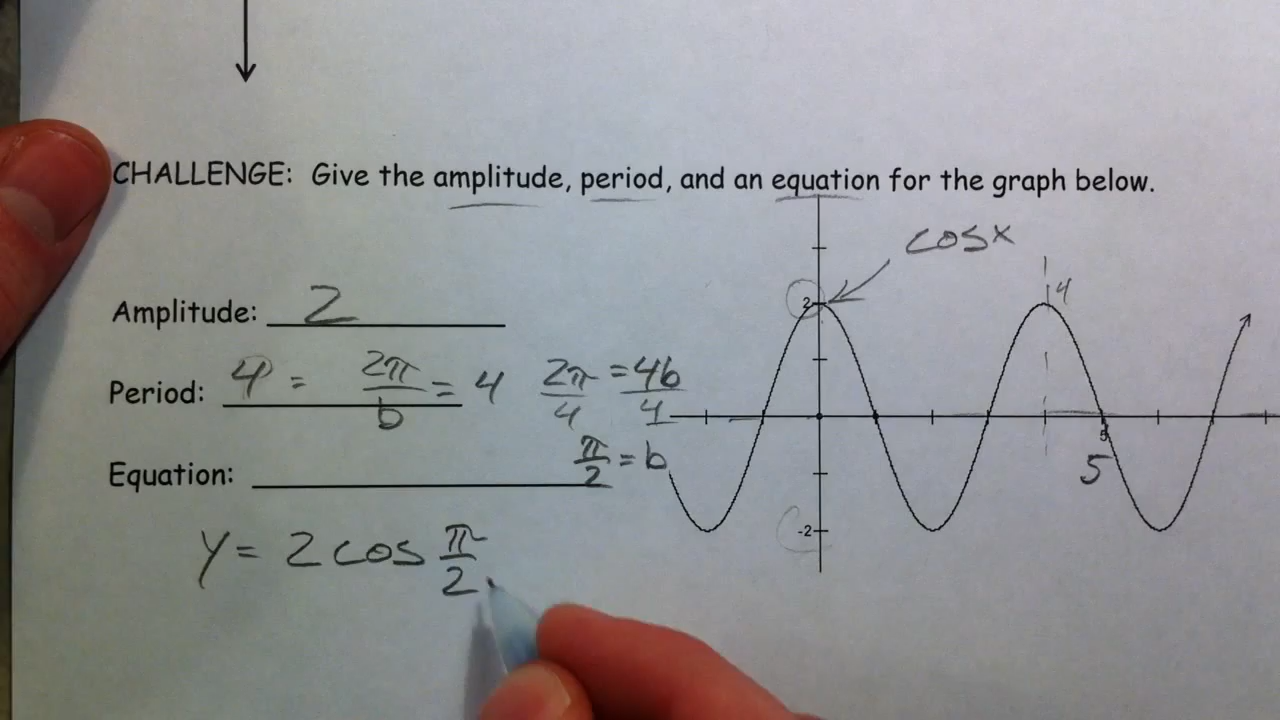 CHALLENGE: Give the amplitude, period, and an equation for the graph below.
cosx
2
4
Amplitude: 2
Period: 4 = 2π/b = 4 2π/4 = 4b/4
5
5
π/2 = b
Equation:
-2
y = 2 cos π/2